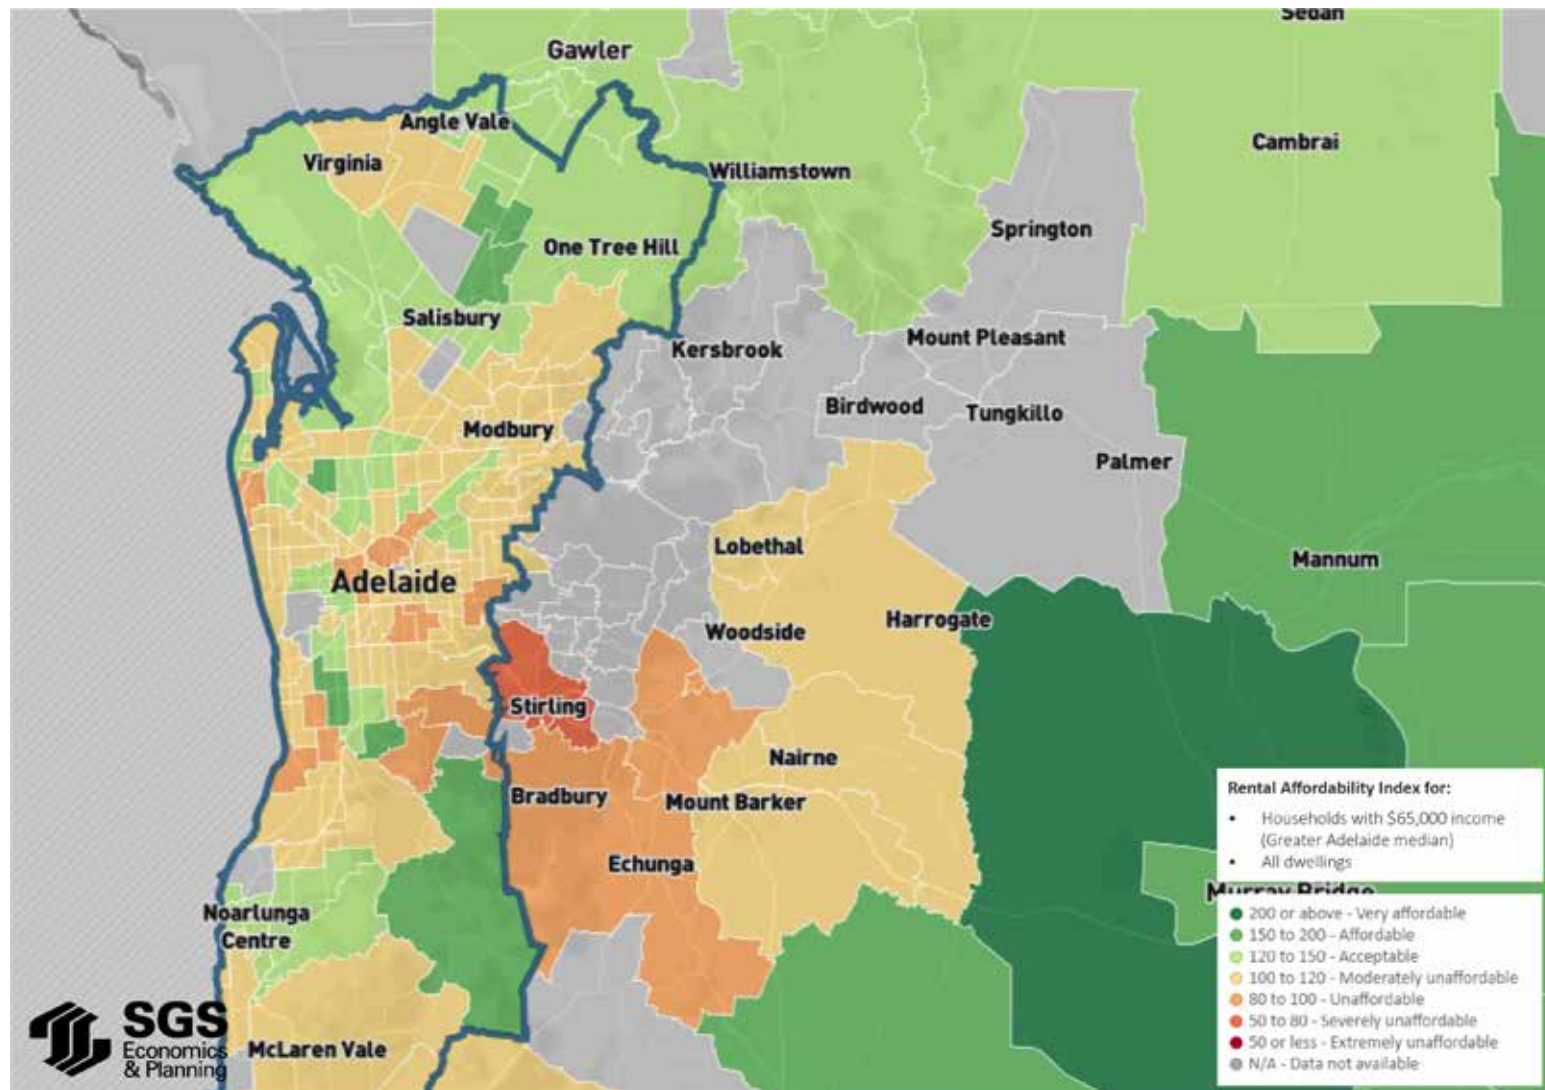 Sedan
Gawler
Angle Vale
Cambrai
Virginia
Williamstown
Springton
One Tree Hill
Salisbury
Mount Pleasant
Kersbrook
Birdwood
Tungkillo
Modbury
Palmer
Lobethal
Mannum
Adelaide
Harrogate
Woodside
Stirling
Nairne
Bradbury
Mount Barker
Echunga
Noarlunga
Centre
McLaren Vale
Murray Bridge
Rental Affordability Index for:
• Households with $65,000 income
(Greater Adelaide median)
• All dwellings
200 or above - Very affordable
150 to 200 - Affordable
120 to 150 - Acceptable
100 to 120 - Moderately unaffordable
80 to 100 - Unaffordable
50 to 80 - Severely unaffordable
50 or less - Extremely unaffordable
N/A - Data not available
SGS
Economics
& Planning